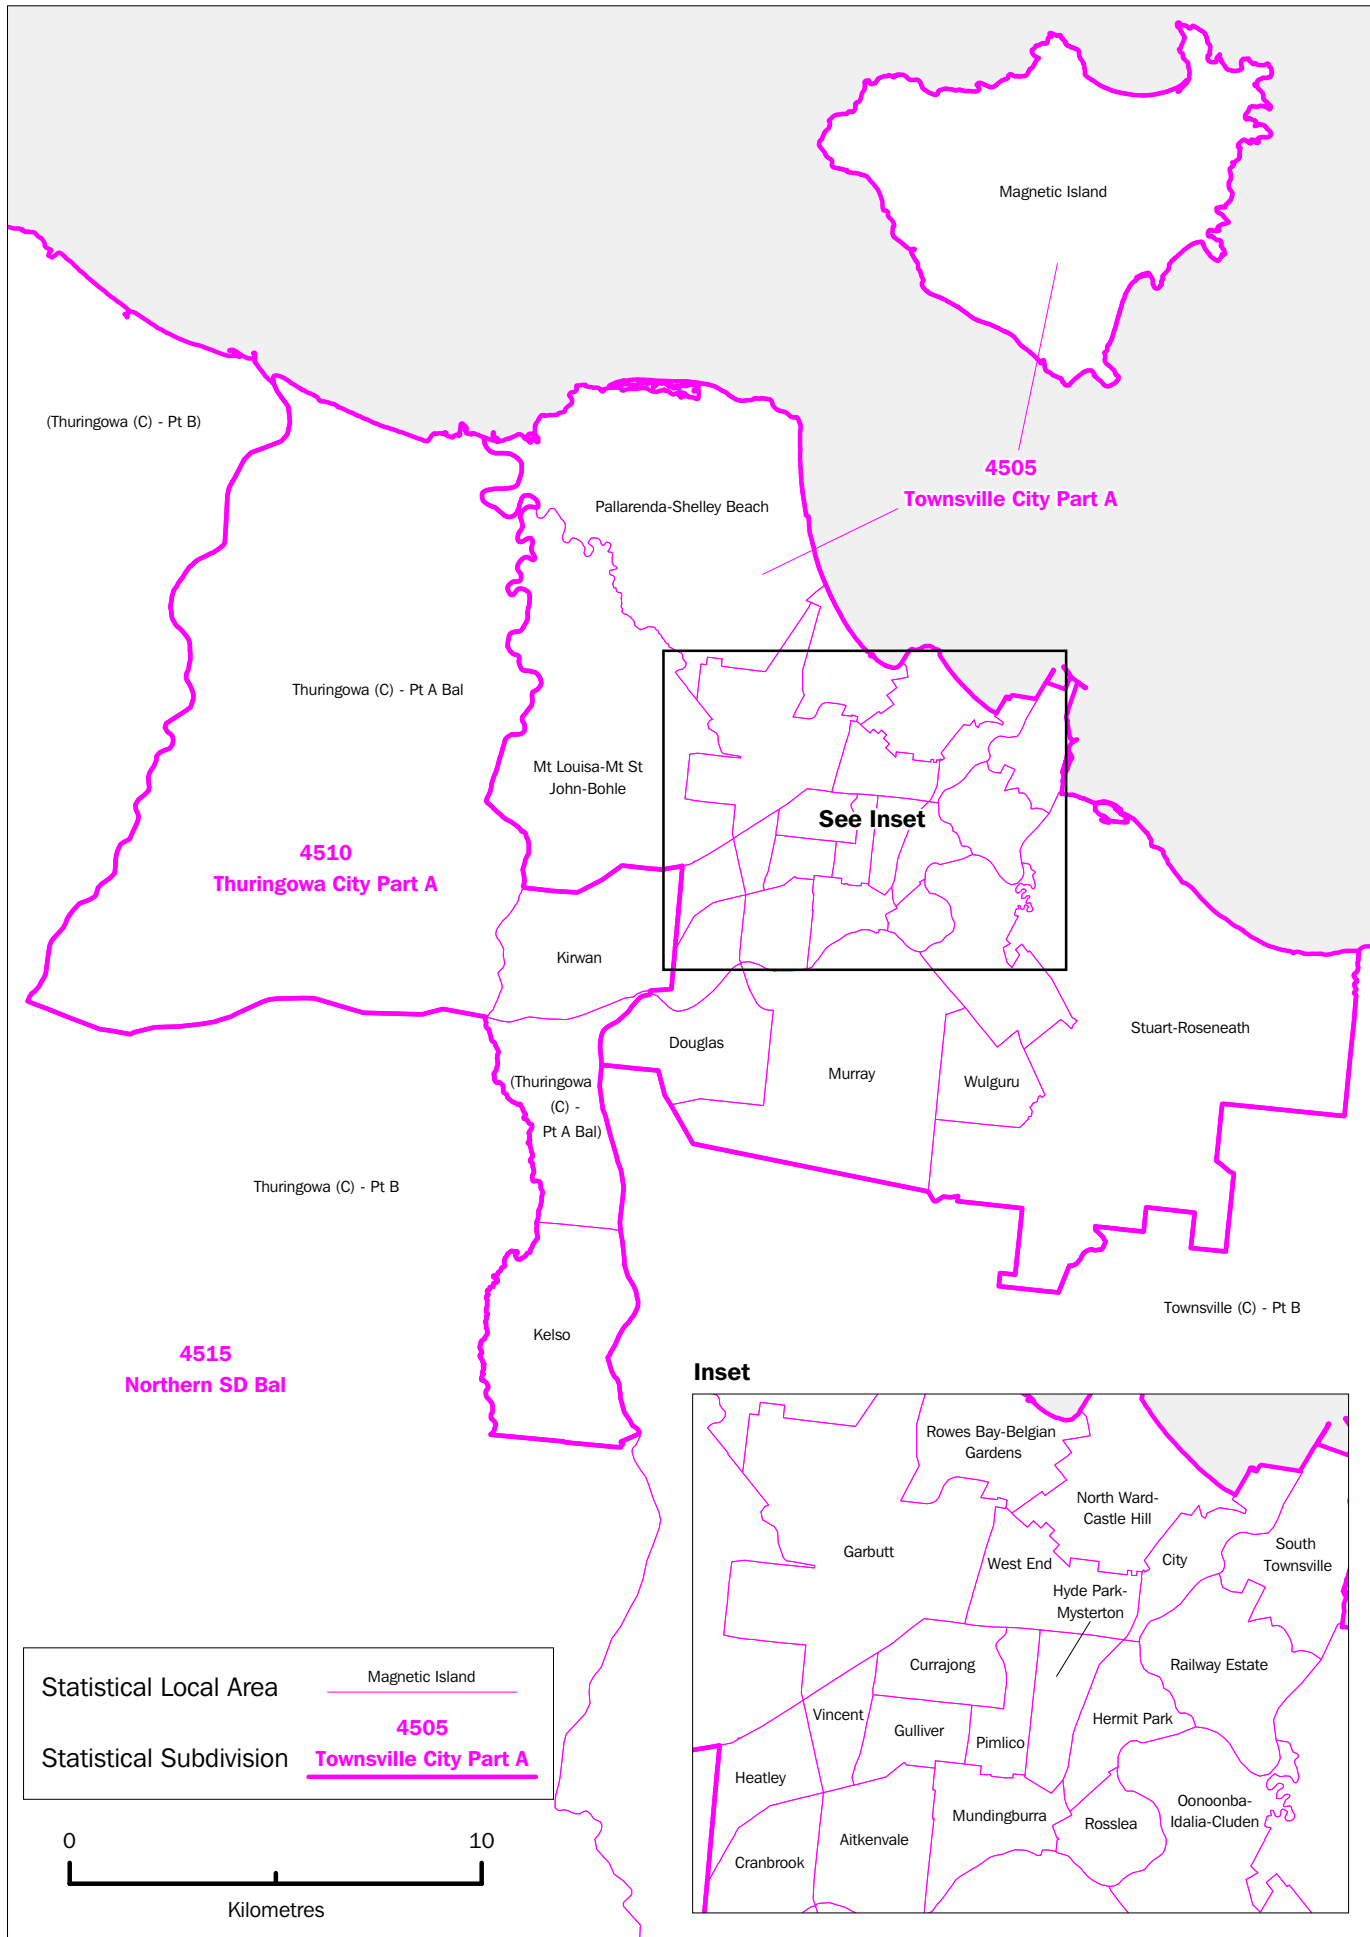 Magnetic Island
(Thuringowa (C) - Pt B)
4505
Townsville City Part A
Pallarenda-Shelley Beach
Thuringowa (C) - Pt A Bal
Mt Louisa-Mt St
John-Bohle
See Inset
4510
Thuringowa City Part A
Kirwan
Stuart-Roseneath
Douglas
Murray
Wulguru
(Thuringowa
(C) -
Pt A Bal)
Thuringowa (C) - Pt B
Townsville (C) - Pt B
Kelso
4515
Northern SD Bal
Inset
Rowes Bay-Belgian
Gardens
North Ward-
Castle Hill
Garbutt
West End
City
South
Townsville
Hyde Park-
Mysterton
Currajong
Railway Estate
Vincent
Gulliver
Pimlico
Hermit Park
Heatley
Mundingburra
Rosslea
Oonoonba-
Idalia-Cluden
Aitkenvale
Cranbrook
Statistical Local Area
Magnetic Island
Statistical Subdivision
4505
Townsville City Part A
0
10
Kilometres